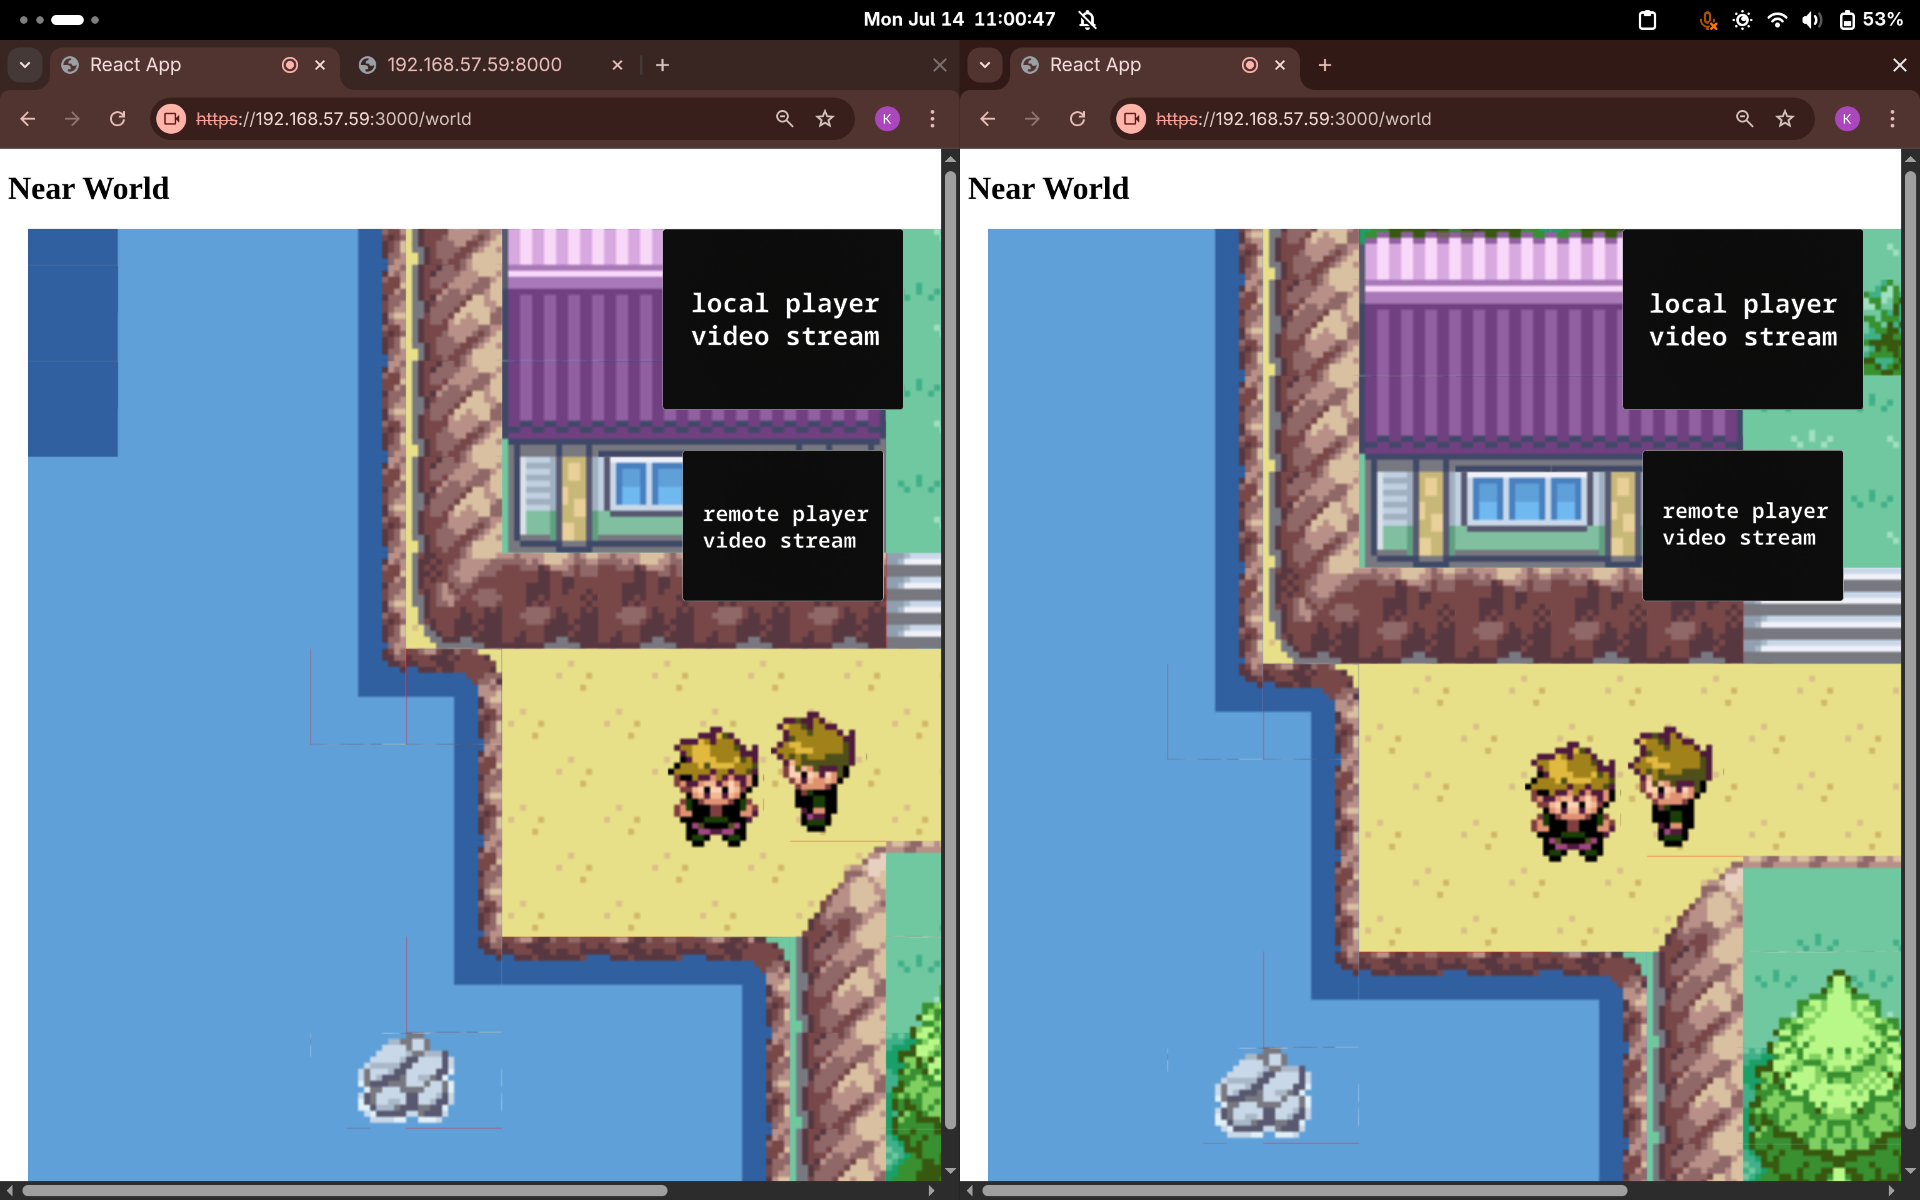 Mon Jul 14 11:00:47
53%
React App
192.168.57.59:8000
React App
https://192.168.57.59:3000/world
K
https://192.168.57.59:3000/world
K
Near World
local player
video stream
remote player
video stream
Near World
local player
video stream
remote player
video stream